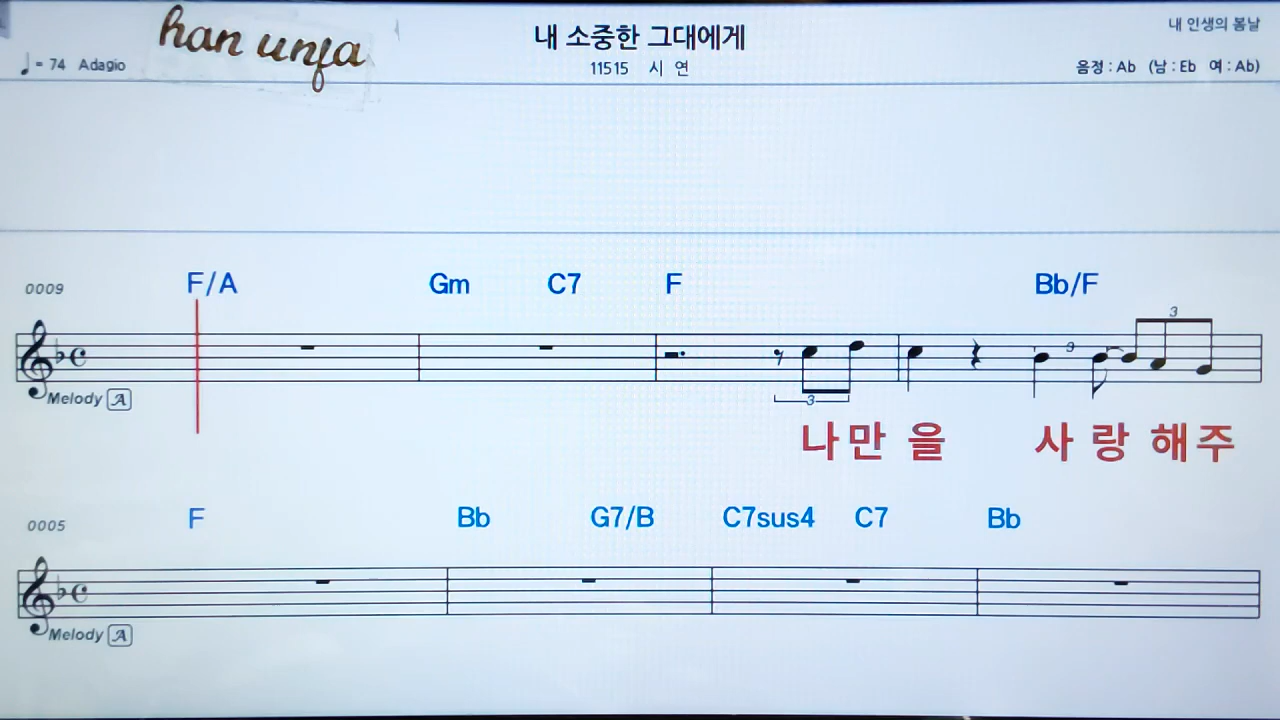 han unfa
내 소중한 그대에게
내 인생의 봄날
♩= 74 Adagio
11515 시 연
음정 : Ab (남 : Eb 여 : Ab)
0009 F/A Gm C7 F Bb/F
3
3
Melody A
3
나만 을 사 랑 해주
0005 F Bb G7/B C7sus4 C7 Bb
Melody A